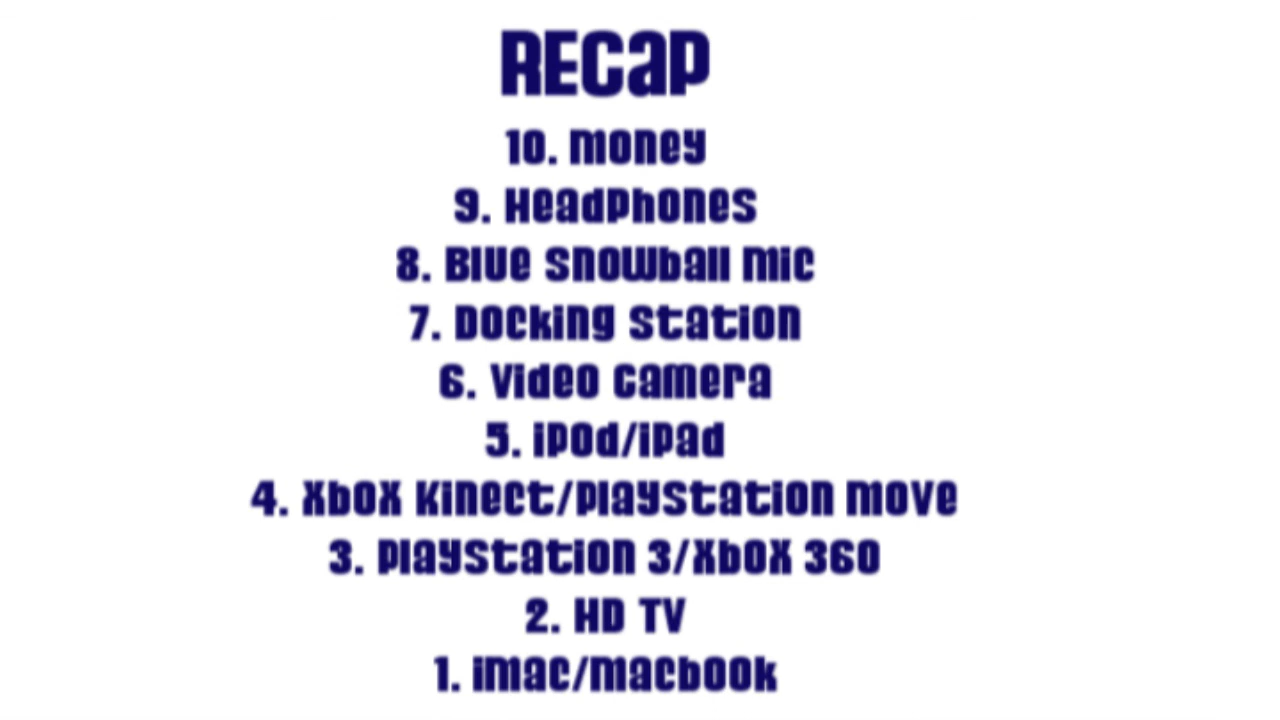 Recap
10. Money
9. Headphones
8. Blue Snowball Mic
7. Docking Station
6. Video Camera
5. iPod/iPad
4. Xbox Kinect/Playstation Move
3. Playstation 3/Xbox 360
2. HD TV
1. iMac/Macbook